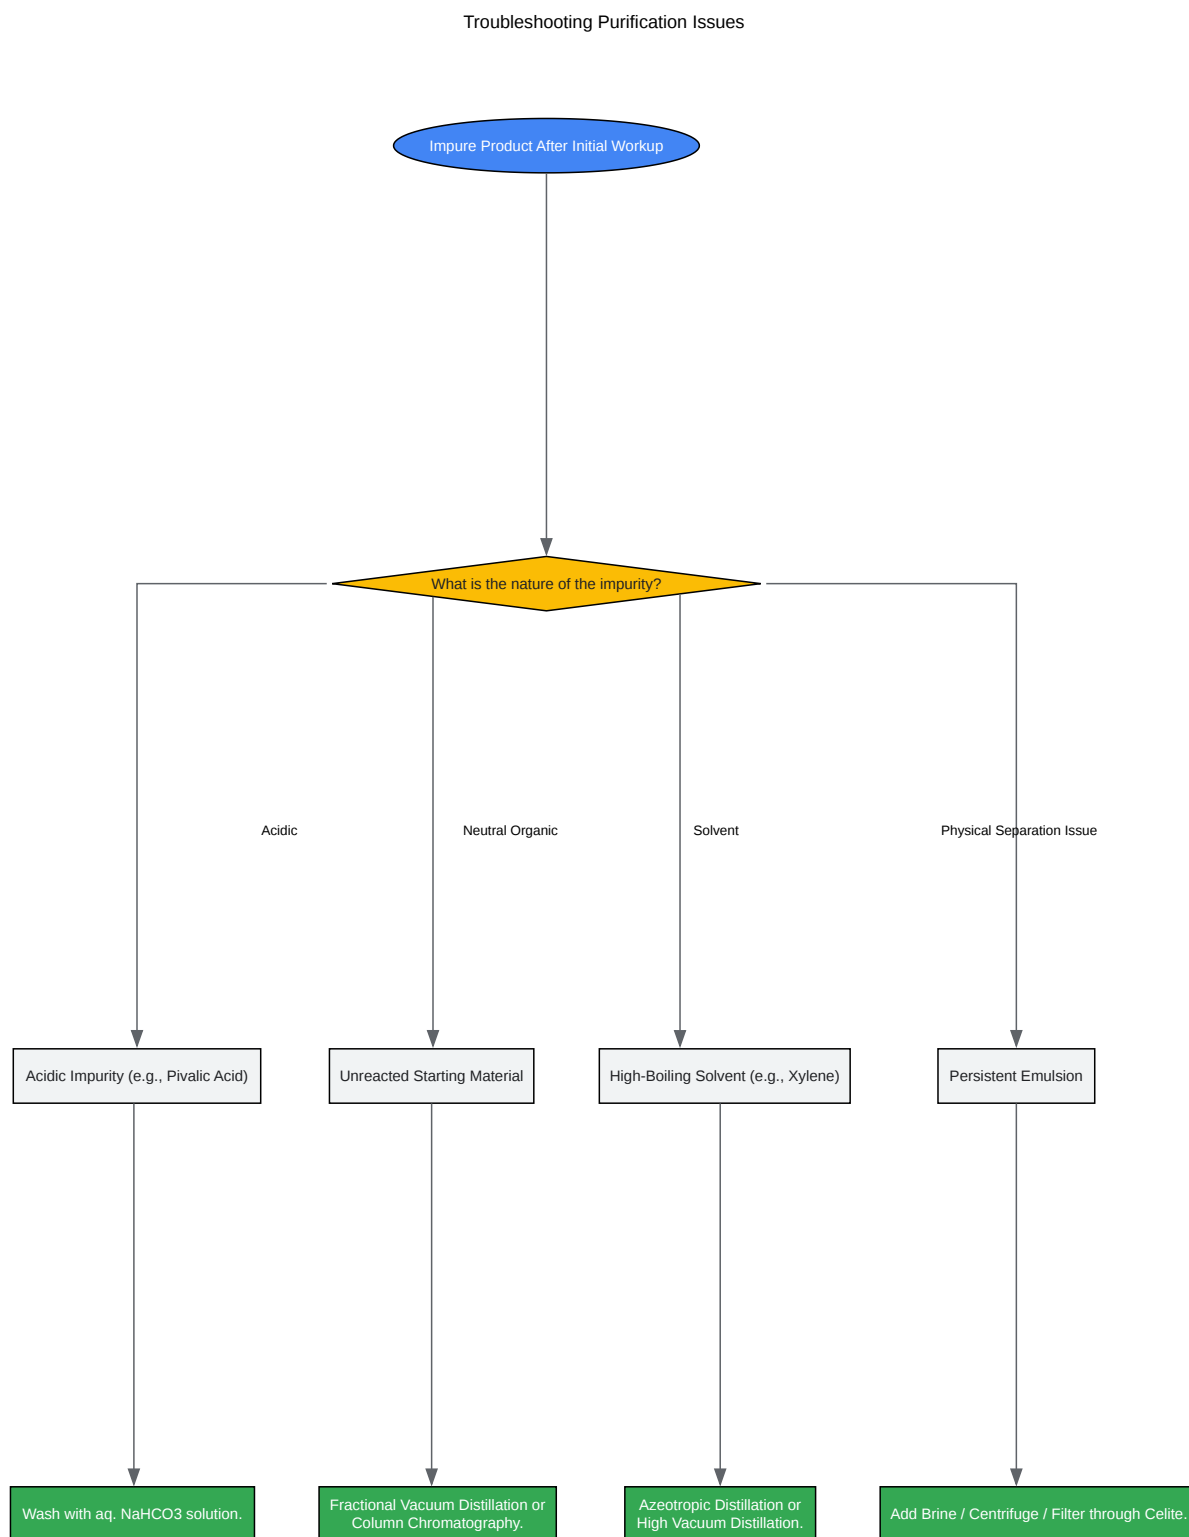 Troubleshooting Purification Issues
Impure Product After Initial Workup
What is the nature of the impurity?
Acidic
Neutral Organic
Solvent
Physical Separation Issue
Acidic Impurity (e.g., Pivalic Acid)
Unreacted Starting Material
High-Boiling Solvent (e.g., Xylene)
Persistent Emulsion
Wash with aq. NaHCO3 solution.
Fractional Vacuum Distillation or
Column Chromatography.
Azeotropic Distillation or
High Vacuum Distillation.
Add Brine / Centrifuge / Filter through Celite.